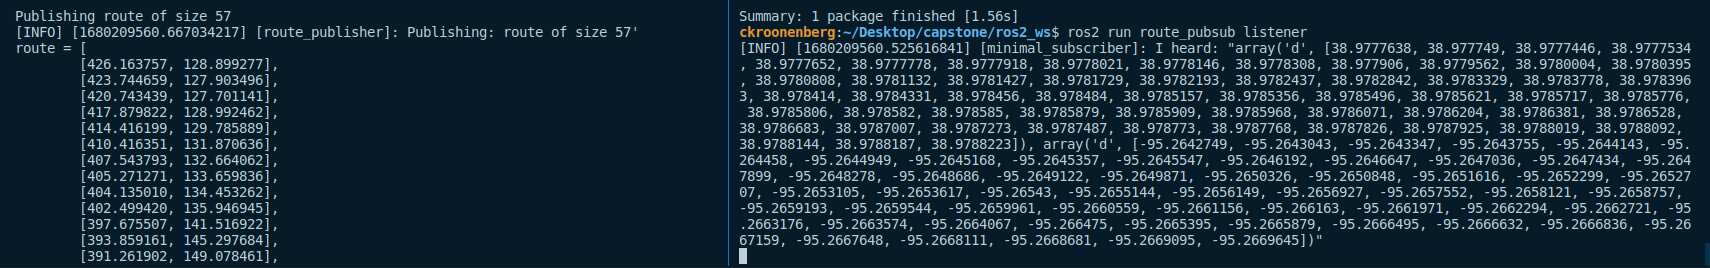 Publishing route of size 57
[INFO] [1680209560.667034217] [route_publisher]: Publishing: route of size 57'
route = [
[426.163757, 128.899277],
[423.744659, 127.903496],
[420.743439, 127.701141],
[417.879822, 128.992462],
[414.416199, 129.785889],
[410.416351, 131.870636],
[407.543793, 132.664062],
[405.271271, 133.659836],
[404.135010, 134.453262],
[402.499420, 135.946945],
[397.675507, 141.516922],
[393.859161, 145.297684],
[391.261902, 149.078461],
Summary: 1 package finished [1.56s]
ckroonenberg:~/Desktop/capstone/ros2_ws$ ros2 run route_pubsub listener
[INFO] [1680209560.525616841] [minimal_subscriber]: I heard: "array('d', [38.9777638, 38.977749, 38.9777446, 38.9777534
, 38.9777652, 38.9777778, 38.9777918, 38.9778021, 38.9778146, 38.9778308, 38.977906, 38.9779562, 38.9780004, 38.9780395
, 38.9780808, 38.9781132, 38.9781427, 38.9781729, 38.9782193, 38.9782437, 38.9782842, 38.9783329, 38.9783778, 38.978396
3, 38.978414, 38.9784331, 38.978456, 38.978484, 38.9785157, 38.9785356, 38.9785496, 38.9785621, 38.9785717, 38.9785776,
38.9785806, 38.978582, 38.978585, 38.9785879, 38.9785909, 38.9785968, 38.9786071, 38.9786204, 38.9786381, 38.9786528,
38.9786683, 38.9787007, 38.9787273, 38.9787487, 38.978773, 38.9787768, 38.9787826, 38.9787925, 38.9788019, 38.9788092,
38.9788144, 38.9788187, 38.9788223]), array('d', [-95.2642749, -95.2643043, -95.2643347, -95.2643755, -95.2644143, -95.
264458, -95.2644949, -95.2645168, -95.2645357, -95.2645547, -95.2646192, -95.2646647, -95.2647036, -95.2647434, -95.264
7899, -95.2648278, -95.2648686, -95.2649122, -95.2649871, -95.2650326, -95.2650848, -95.2651616, -95.2652299, -95.26527
07, -95.2653105, -95.2653617, -95.26543, -95.2655144, -95.2656149, -95.2656927, -95.2657552, -95.2658121, -95.2658757,
-95.2659193, -95.2659544, -95.2659961, -95.2660559, -95.2661156, -95.266163, -95.2661971, -95.2662294, -95.2662721, -95
.2663176, -95.2663574, -95.2664067, -95.266475, -95.2665395, -95.2665879, -95.2666495, -95.2666632, -95.2666836, -95.26
67159, -95.2667648, -95.2668111, -95.2668681, -95.2669095, -95.2669645])"